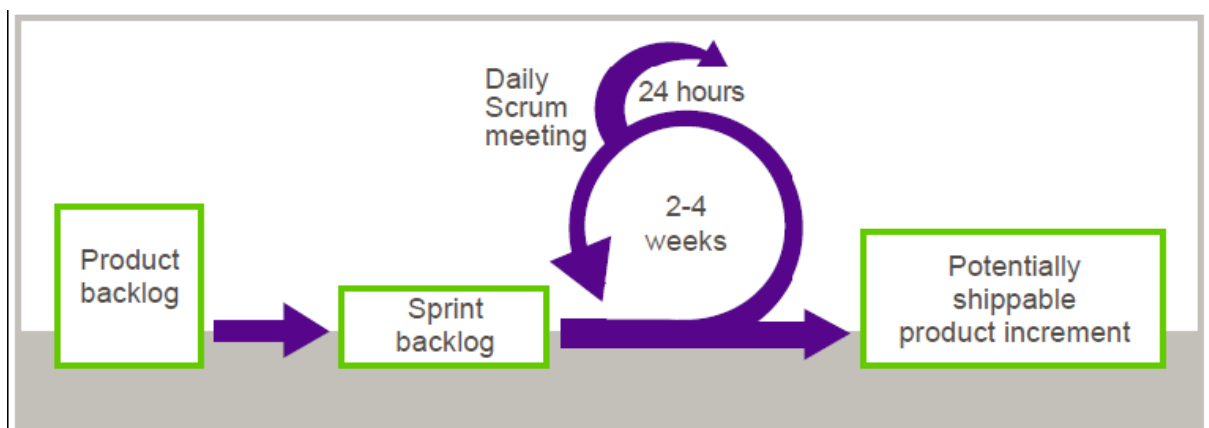 Daily
Scrum
meeting
24 hours
2-4
weeks
Product
backlog
Sprint
backlog
Potentially
shippable
product increment